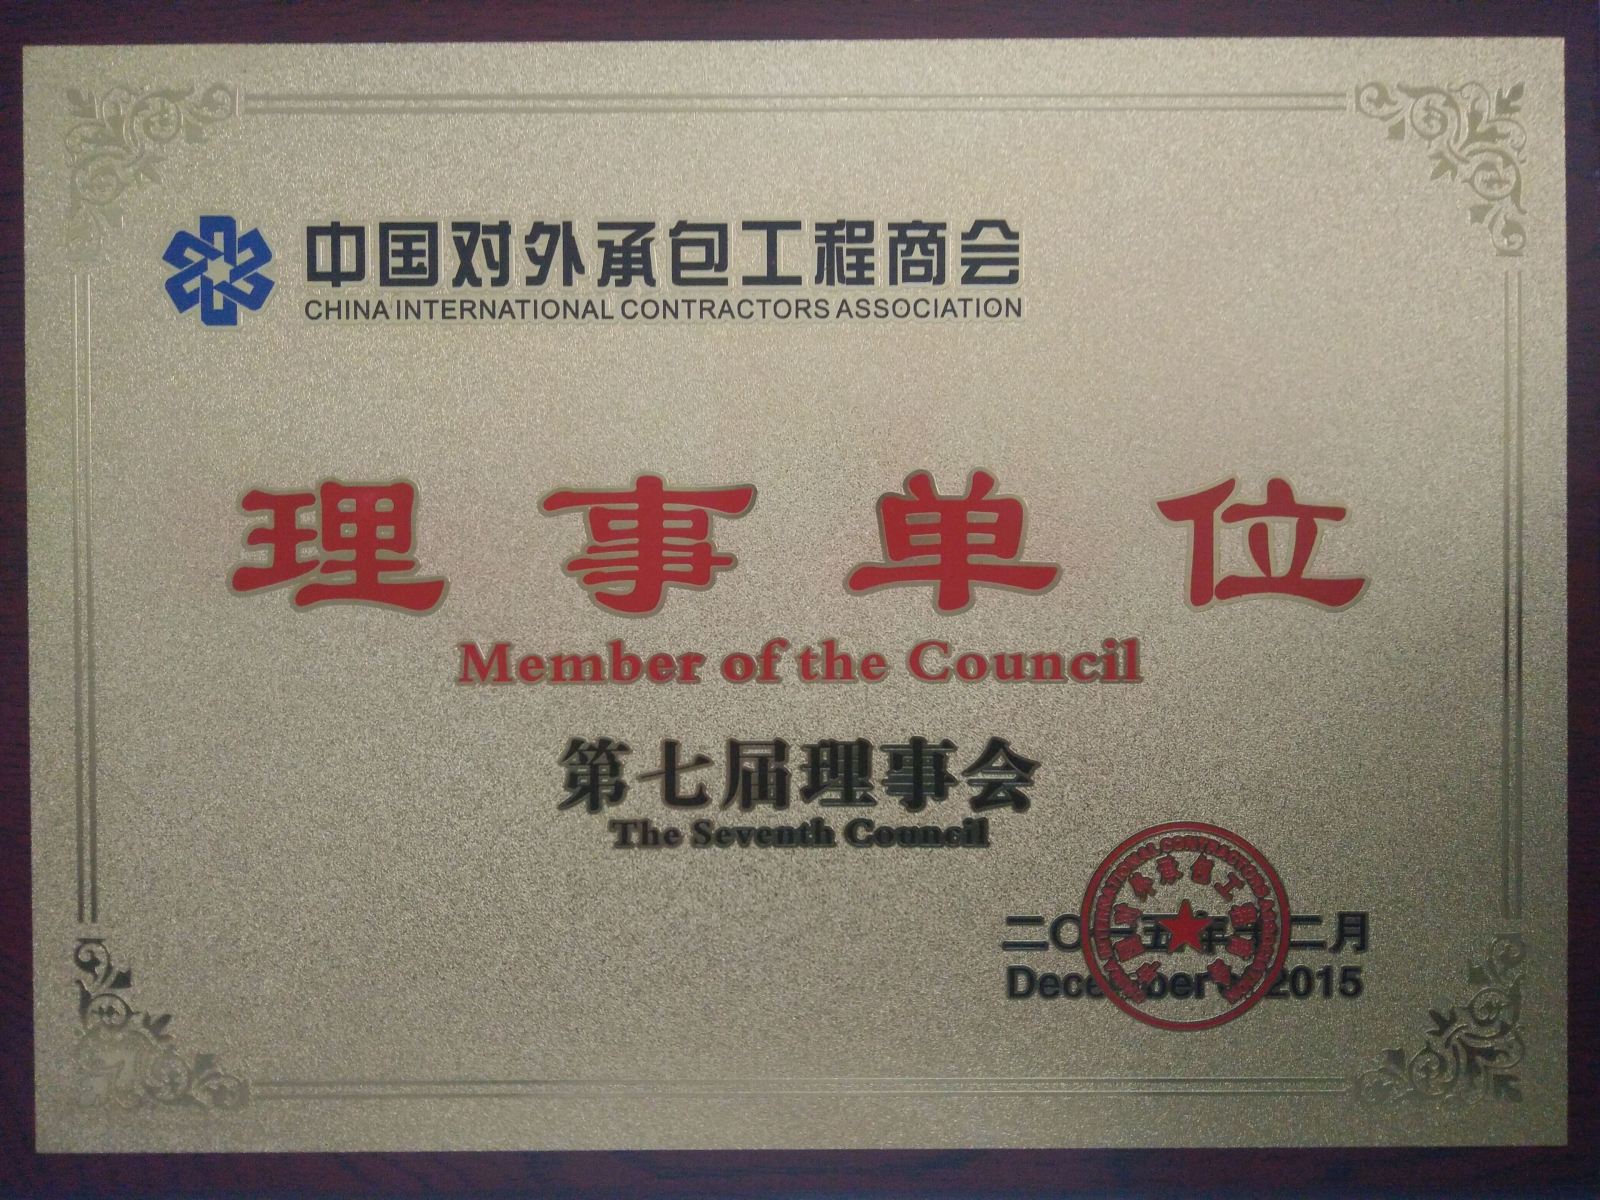 中国对外承包工程商会
CHINA INTERNATIONAL CONTRACTORS ASSOCIATION
理事单位
Member of the Council
第七届理事会
The Seventh Council
二〇一五年十二月
December 2015